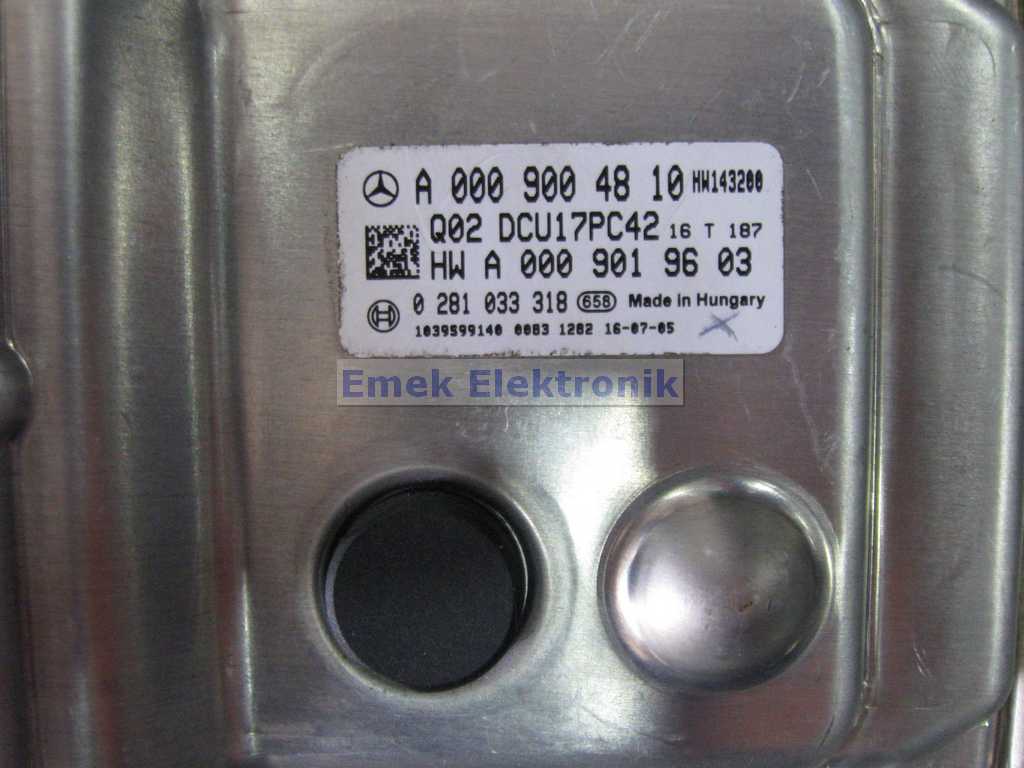 A 000 900 48 10 HW143200
Q02 DCU17PC42 16 T 187
HW A 000 901 96 03
0 281 033 318 658 Made in Hungary
1039S99140 0083 1282 16-07-05
Emek Elektronik